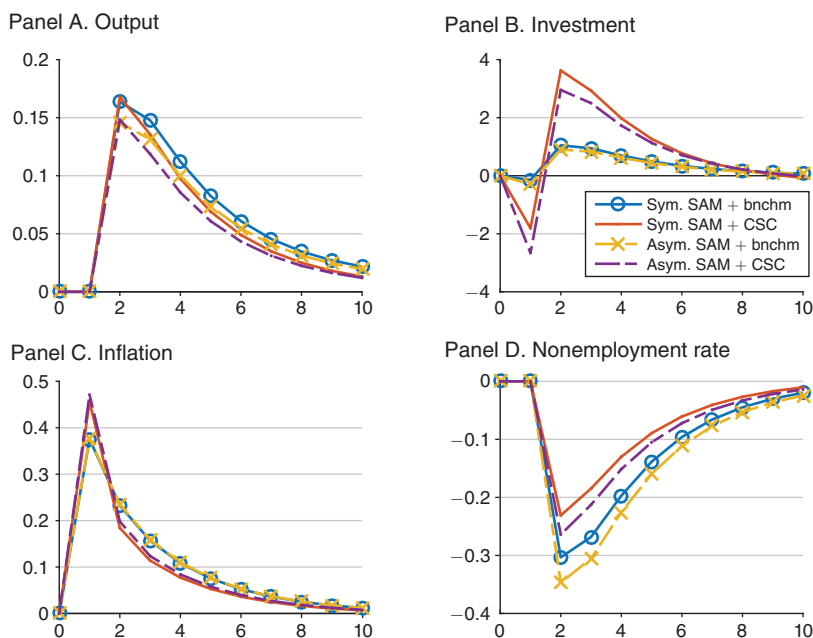 Panel A. Output
0.2
0.15
0.1
0.05
0
0 2 4 6 8 10
Panel B. Investment
4
2
0
−2
−4
0 2 4 6 8 10
Sym. SAM + bnchm
Sym. SAM + CSC
Asym. SAM + bnchm
Asym. SAM + CSC
Panel C. Inflation
0.5
0.4
0.3
0.2
0.1
0
0 2 4 6 8 10
Panel D. Nonemployment rate
0
−0.1
−0.2
−0.3
−0.4
0 2 4 6 8 10